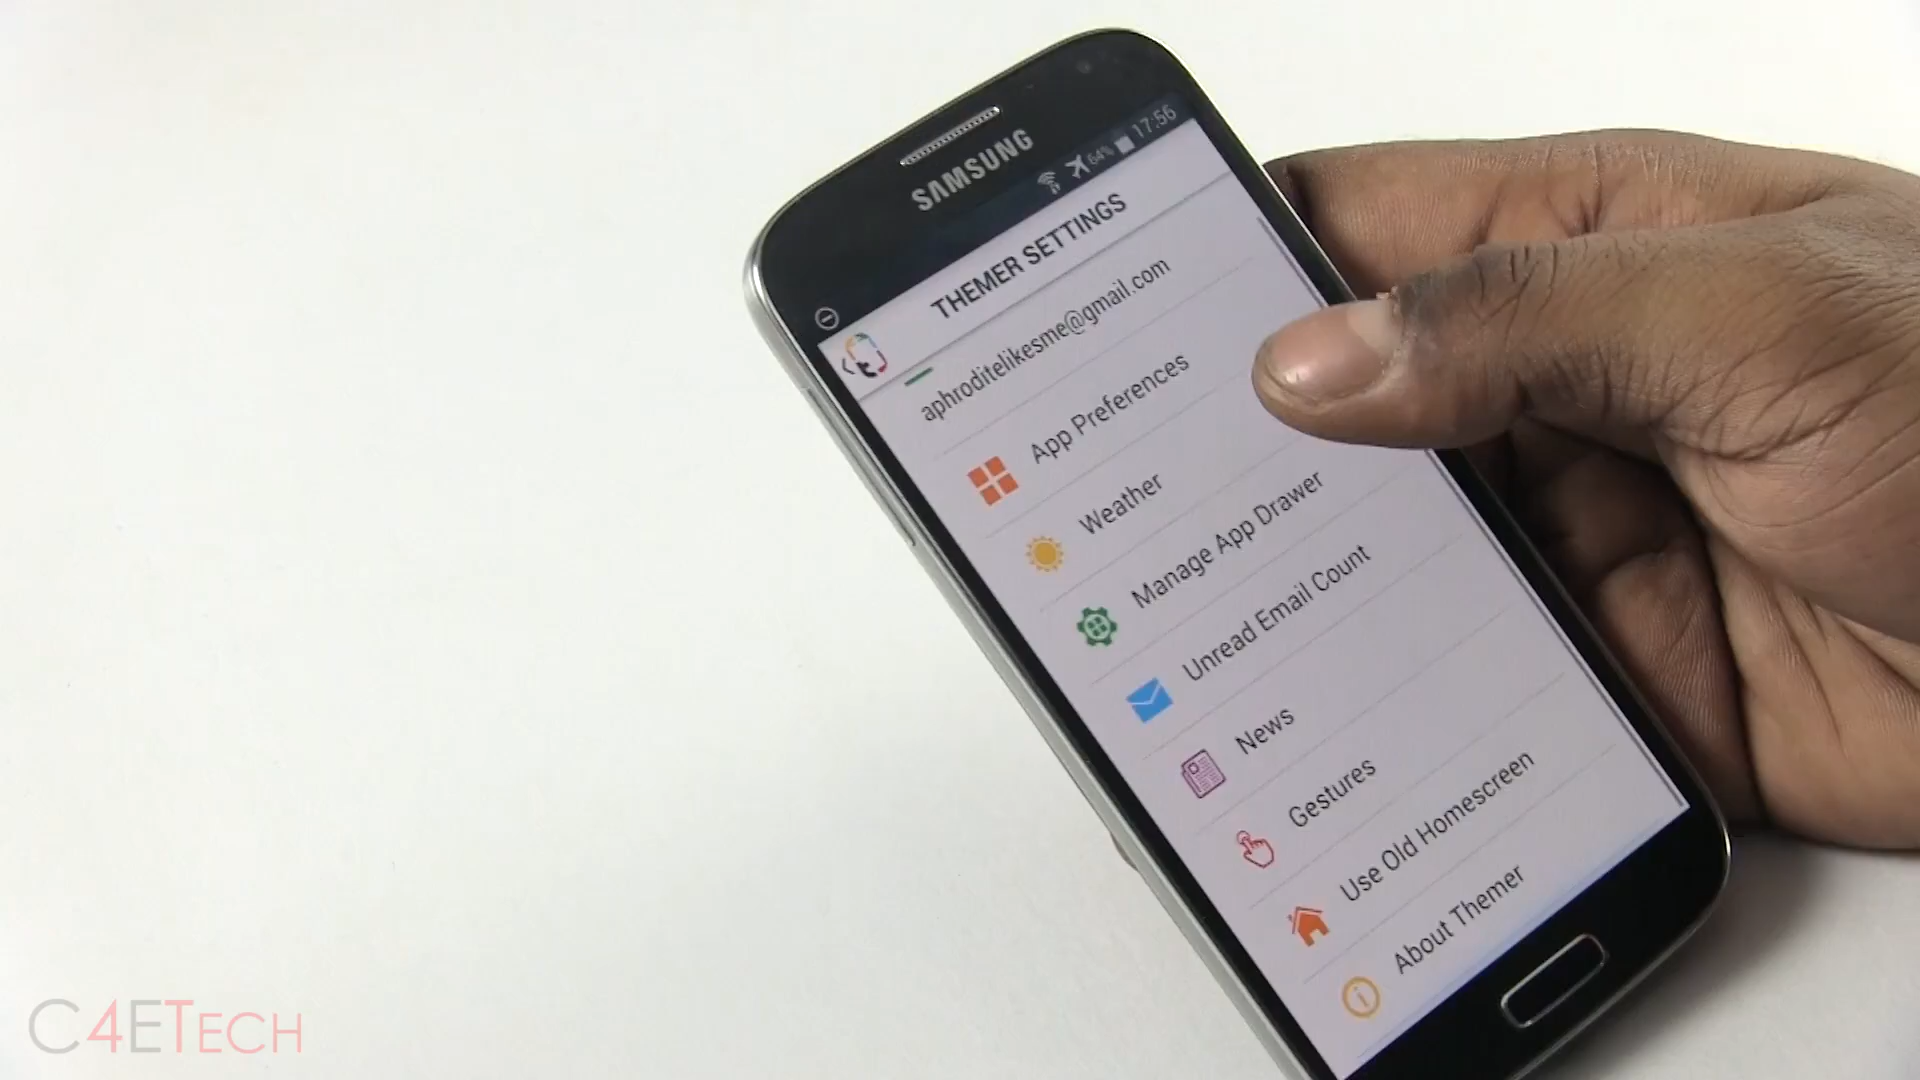 SAMSUNG
64% 17:56
THEMER SETTINGS
aphroditelikesme@gmail.com
App Preferences
Weather
Manage App Drawer
Unread Email Count
News
Gestures
Use Old Homescreen
About Themer
C4ETECH